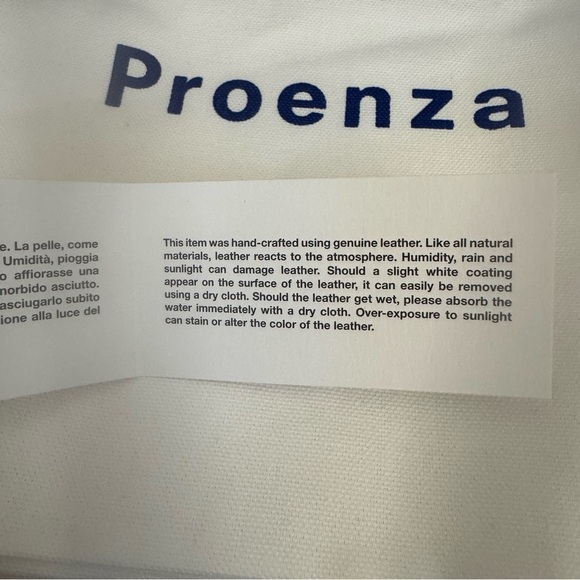 Proenza
e. La pelle, come
Umidità, pioggia
o affiorasse una
norbido asciutto.
asciugarlo subito
ione alla luce del
This item was hand-crafted using genuine leather. Like all natural
materials, leather reacts to the atmosphere. Humidity, rain and
sunlight can damage leather. Should a slight white coating
appear on the surface of the leather, it can easily be removed
using a dry cloth. Should the leather get wet, please absorb the
water immediately with a dry cloth. Over-exposure to sunlight
can stain or alter the color of the leather.